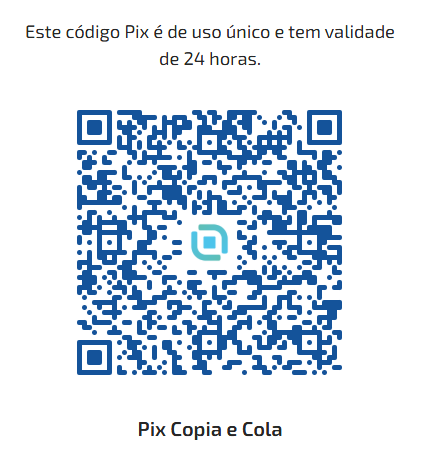 Este código Pix é de uso único e tem validade
de 24 horas.
Pix Copia e Cola